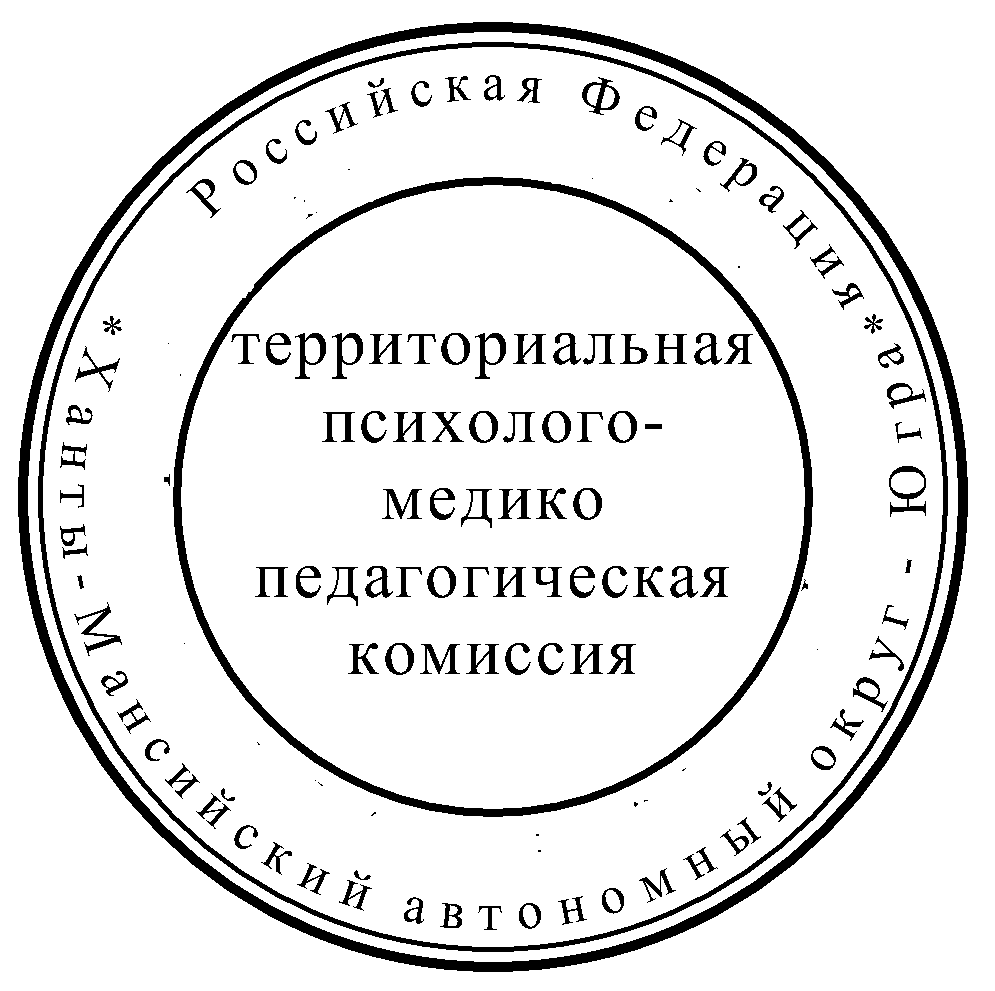 Российская Федерация*
*Ханты-Мансийский автономный округ - Югра
территориальная
психолого-
медико
педагогическая
комиссия